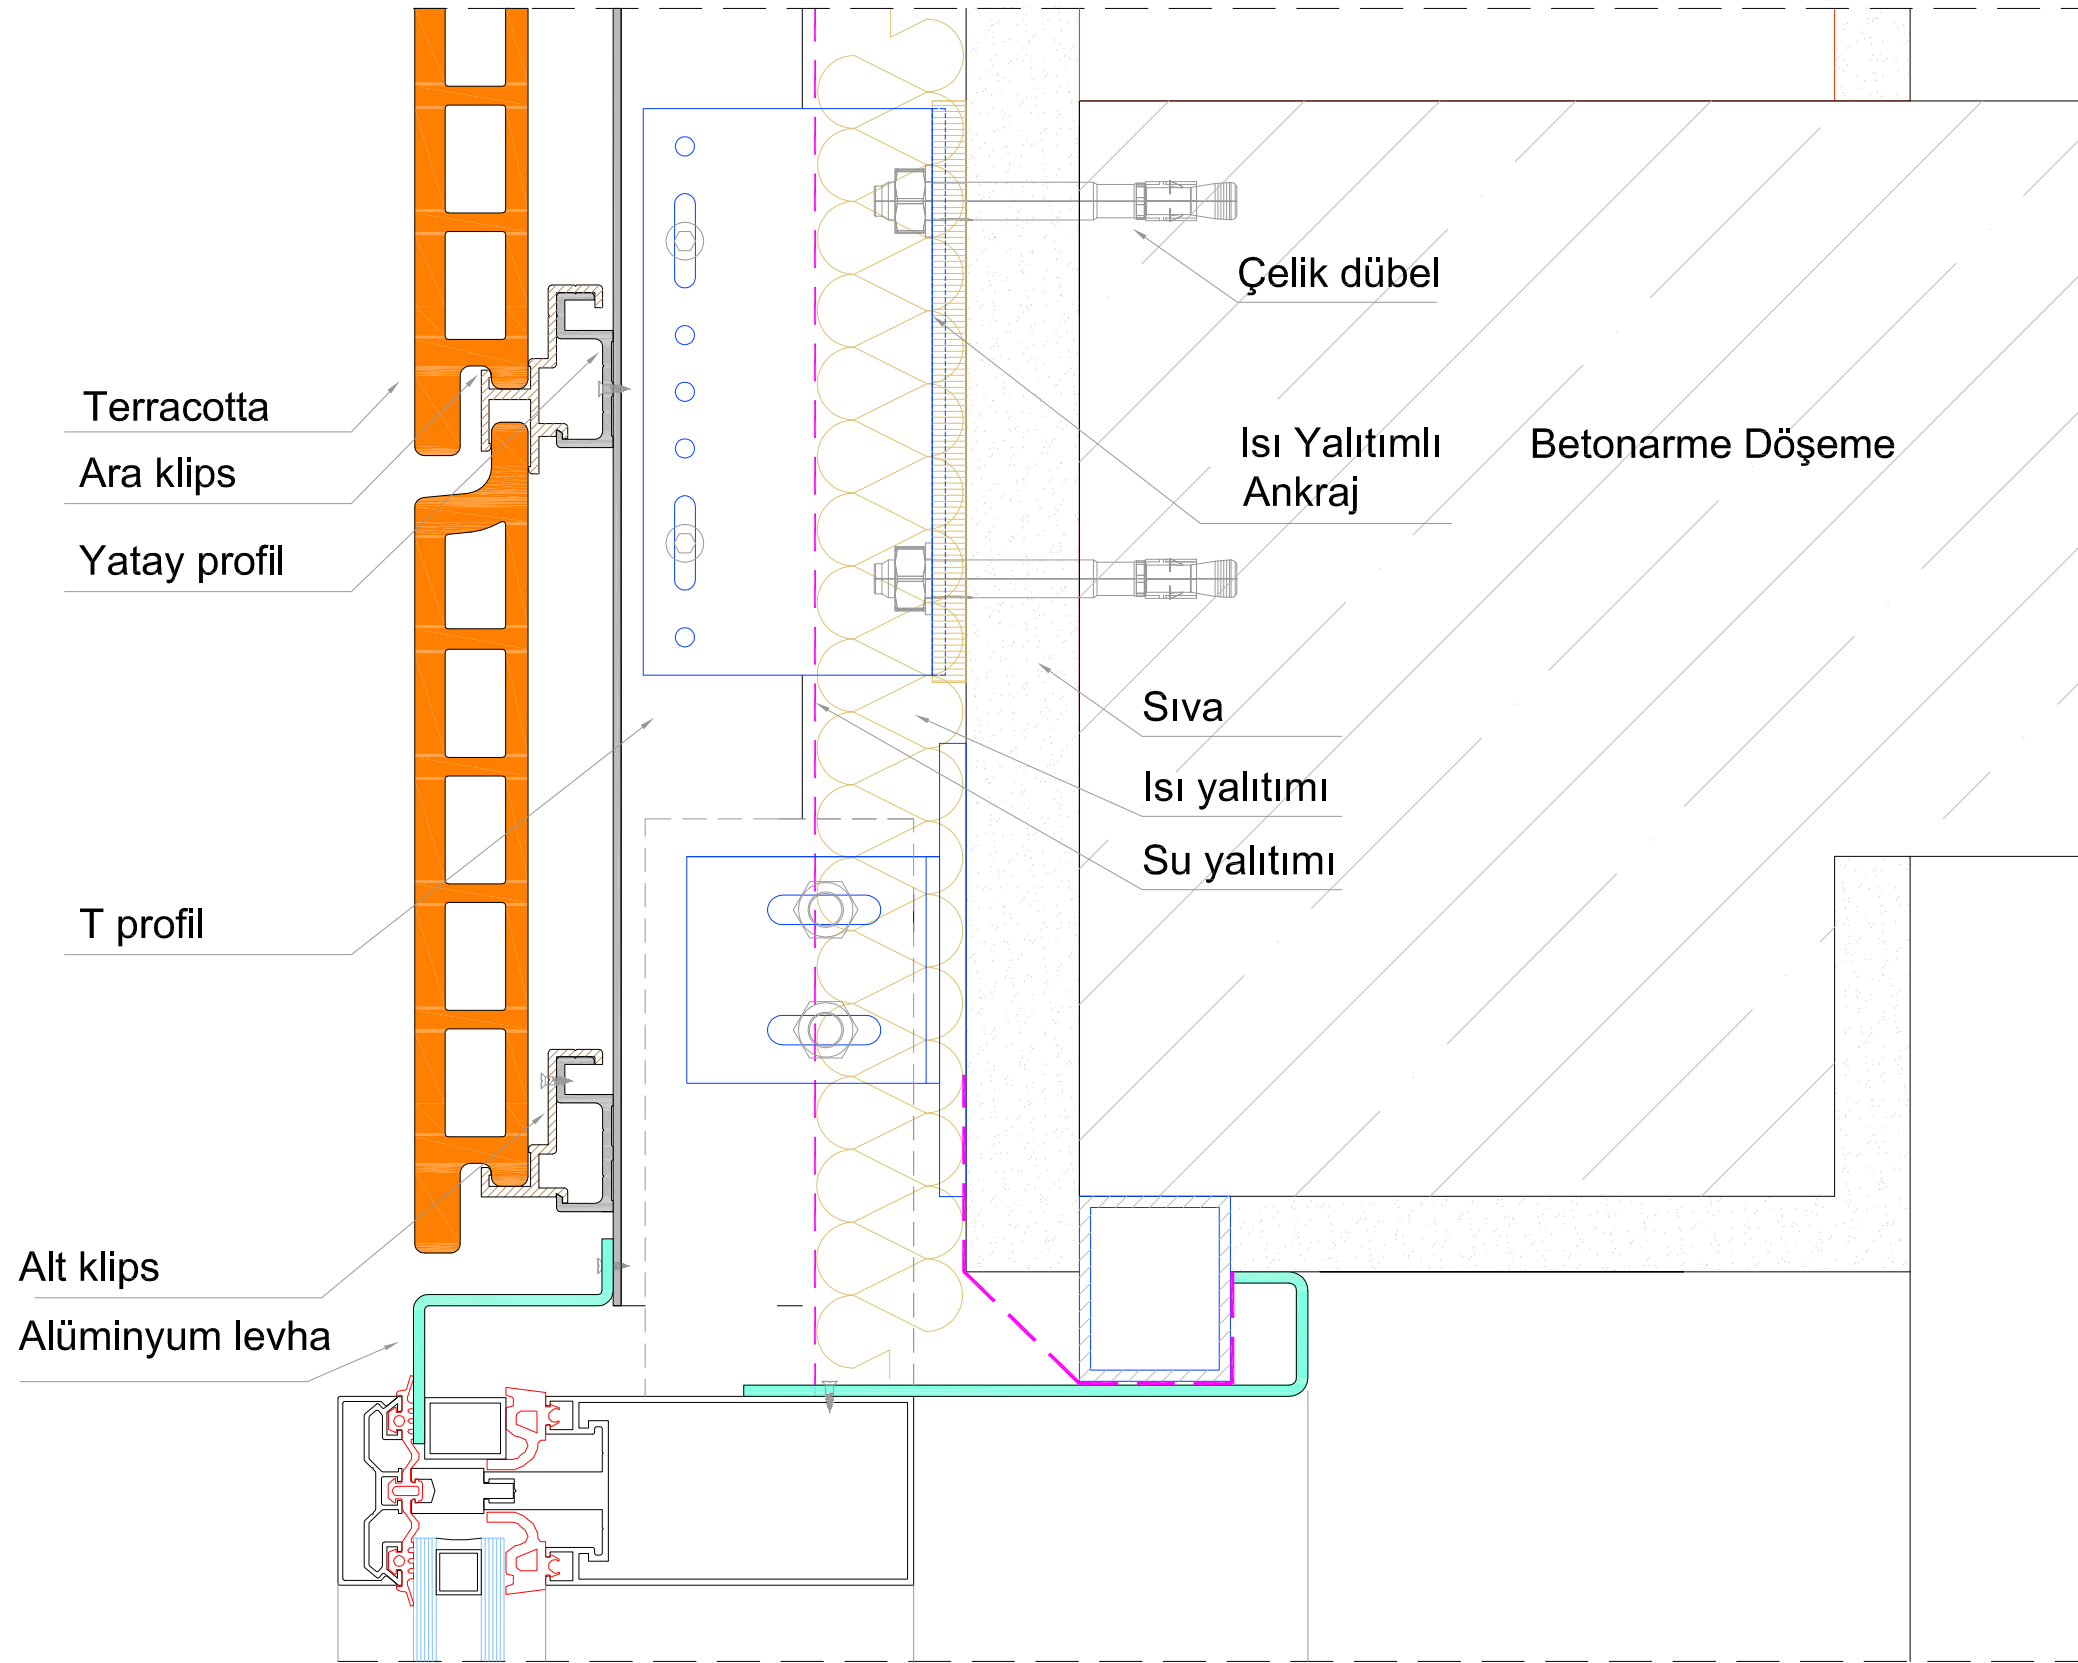 Terracotta
Ara klips
Yatay profil
T profil
Alt klips
Alüminyum levha
Çelik dübel
Isı Yalıtımlı
Ankraj
Betonarme Döşeme
Sıva
Isı yalıtımı
Su yalıtımı